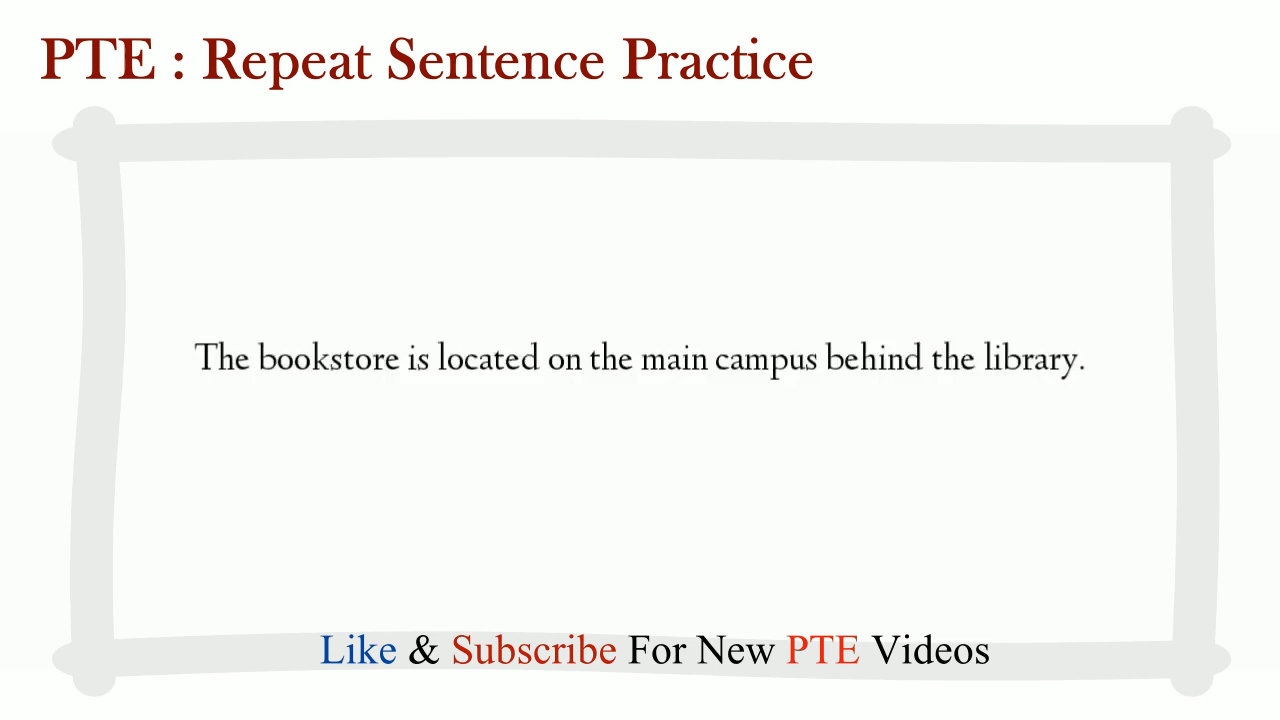 PTE : Repeat Sentence Practice
The bookstore is located on the main campus behind the library.
Like & Subscribe For New PTE Videos